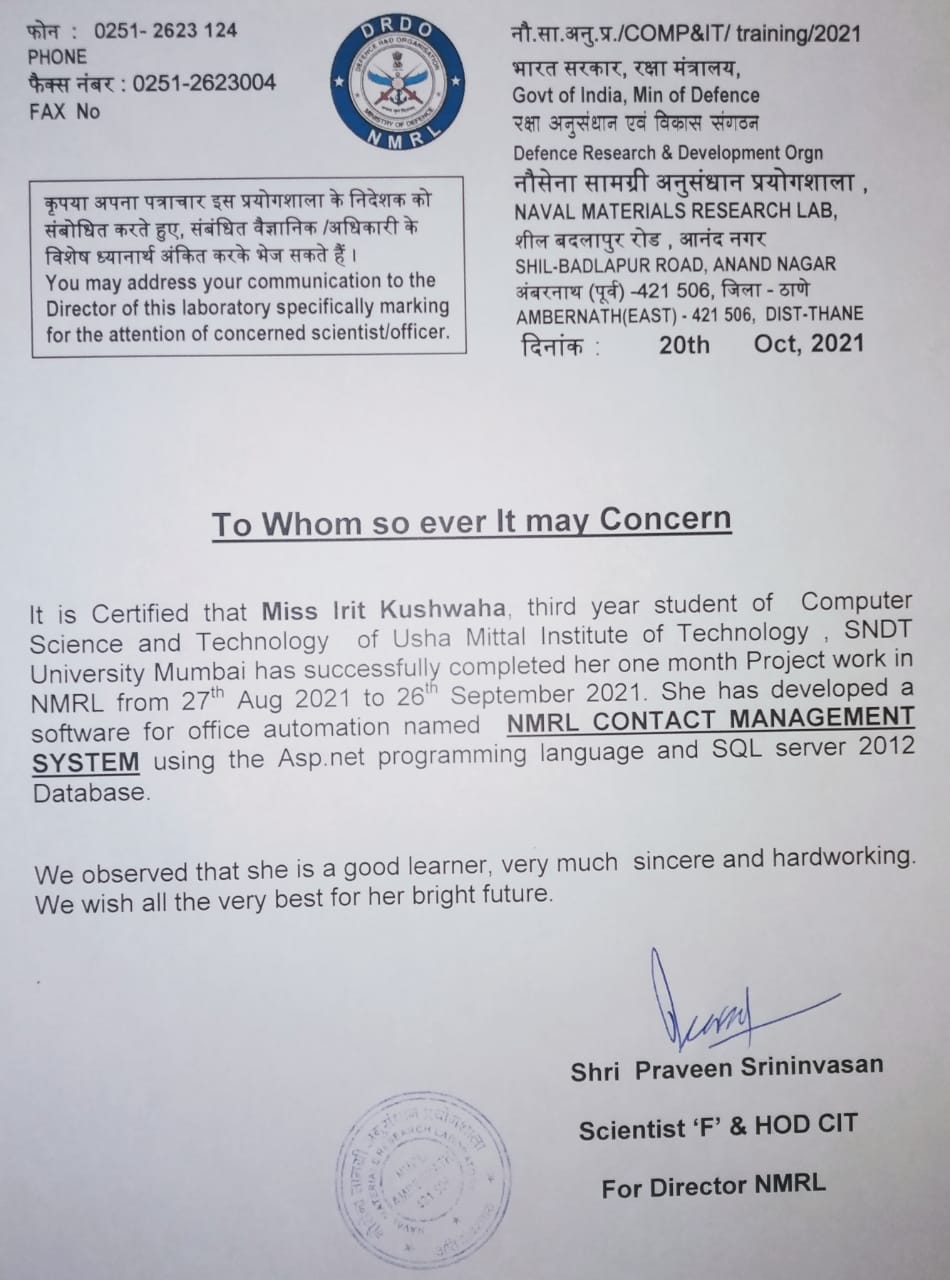 फोन : 0251- 2623 124
PHONE
फैक्स नंबर : 0251-2623004
FAX No
DRDO
DEFENCE R&D ORGANISATION
MINISTRY OF DEFENCE
NMRL
नौ.सा.अनु.प्र./COMP&IT/ training/2021
भारत सरकार, रक्षा मंत्रालय,
Govt of India, Min of Defence
रक्षा अनुसंधान एवं विकास संगठन
Defence Research & Development Orgn
नौसेना सामग्री अनुसंधान प्रयोगशाला ,
NAVAL MATERIALS RESEARCH LAB,
शील बदलापुर रोड , आनंद नगर
SHIL-BADLAPUR ROAD, ANAND NAGAR
अंबरनाथ (पूर्व) -421 506, जिला - ठाणे
AMBERNATH(EAST) - 421 506, DIST-THANE
दिनांक : 20th Oct, 2021
कृपया अपना पत्राचार इस प्रयोगशाला के निदेशक को
संबोधित करते हुए, संबंधित वैज्ञानिक /अधिकारी के
विशेष ध्यानार्थ अंकित करके भेज सकते हैं ।
You may address your communication to the
Director of this laboratory specifically marking
for the attention of concerned scientist/officer.
To Whom so ever It may Concern
It is Certified that Miss Irit Kushwaha, third year student of Computer
Science and Technology of Usha Mittal Institute of Technology , SNDT
University Mumbai has successfully completed her one month Project work in
NMRL from 27th Aug 2021 to 26th September 2021. She has developed a
software for office automation named NMRL CONTACT MANAGEMENT
SYSTEM using the Asp.net programming language and SQL server 2012
Database.
We observed that she is a good learner, very much sincere and hardworking.
We wish all the very best for her bright future.
Shri Praveen Srininvasan
Scientist ‘F’ & HOD CIT
For Director NMRL